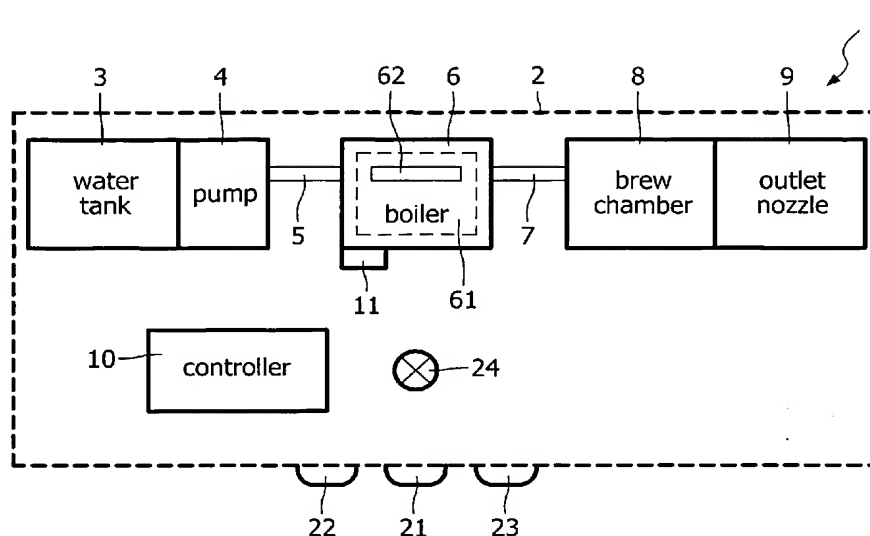 3 4 62 6 2 8 9
water
tank
pump
boiler
brew
chamber
outlet
nozzle
5 7
11 61
10 controller 24
22 21 23